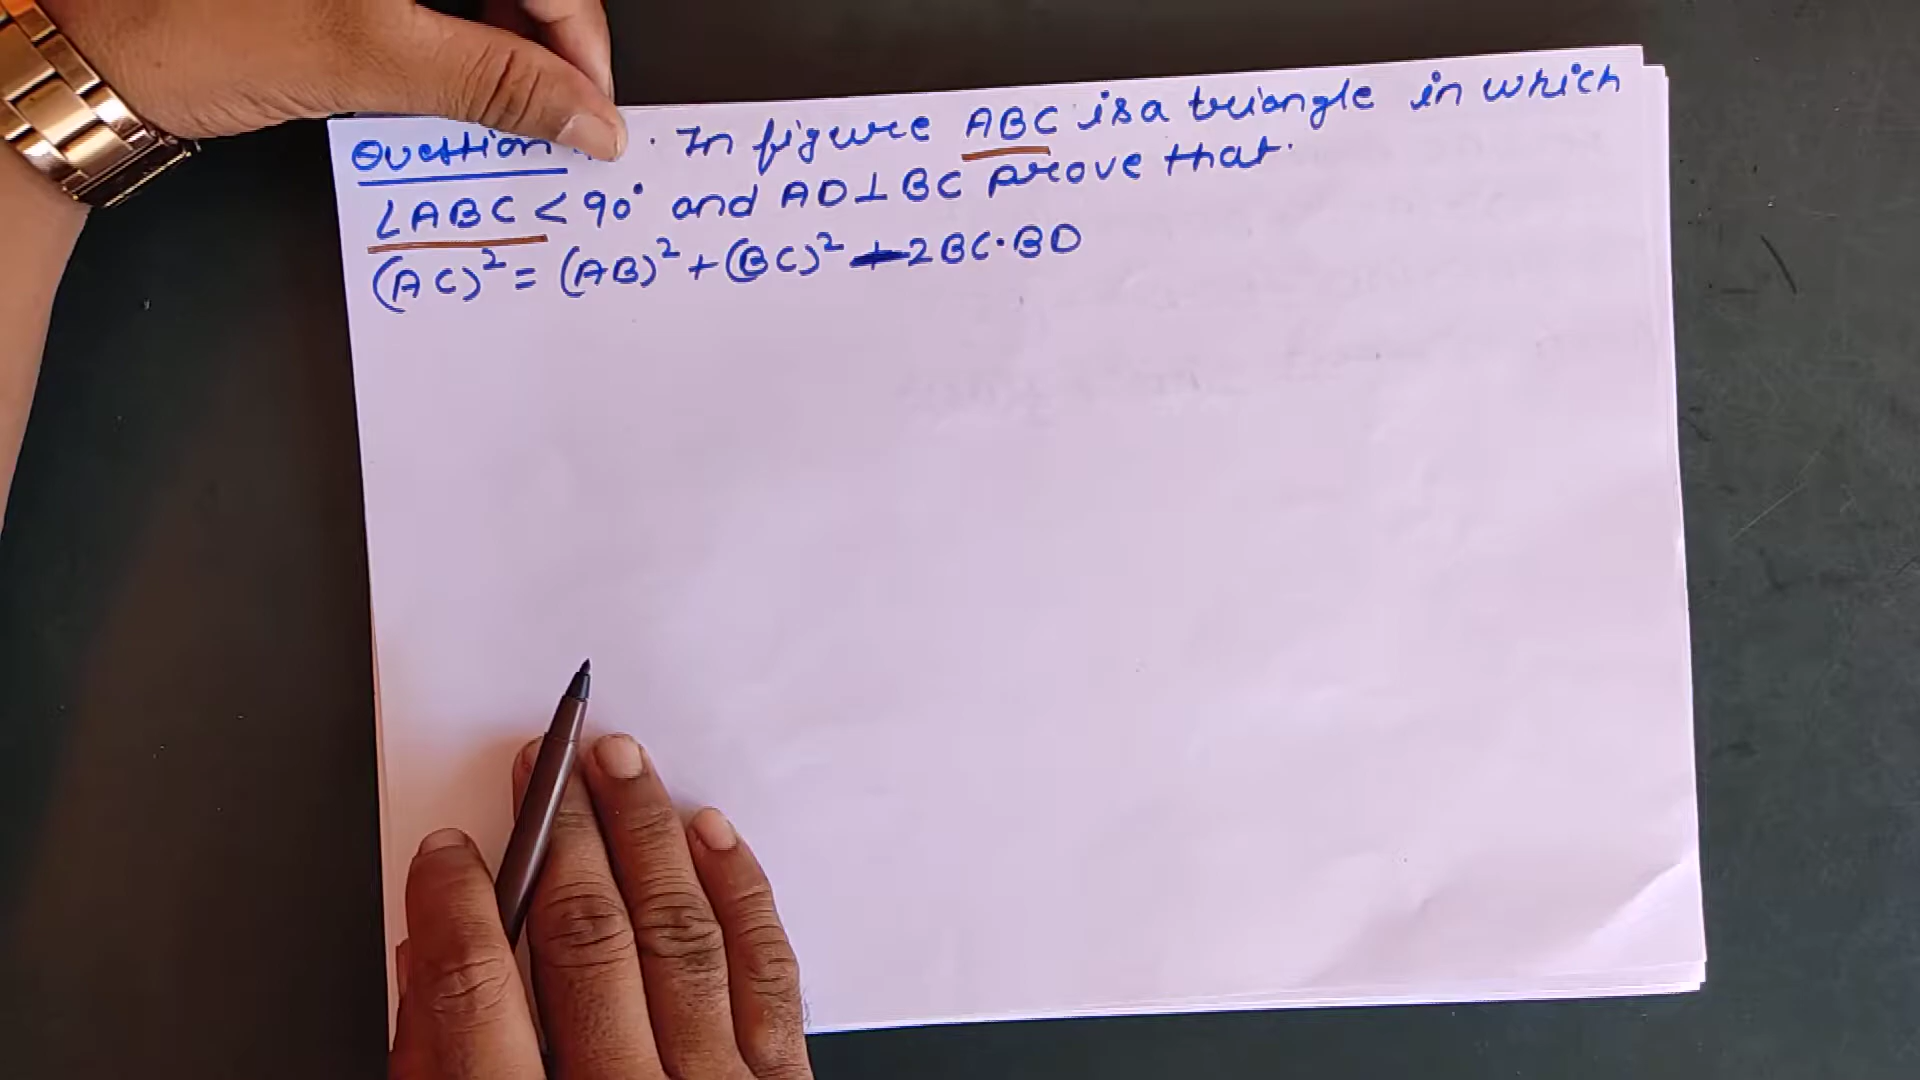 Question . In figure ABC is a triangle in which
∠ABC < 90° and AD⊥BC prove that.
(AC)² = (AB)² + (BC)² - 2BC·BD